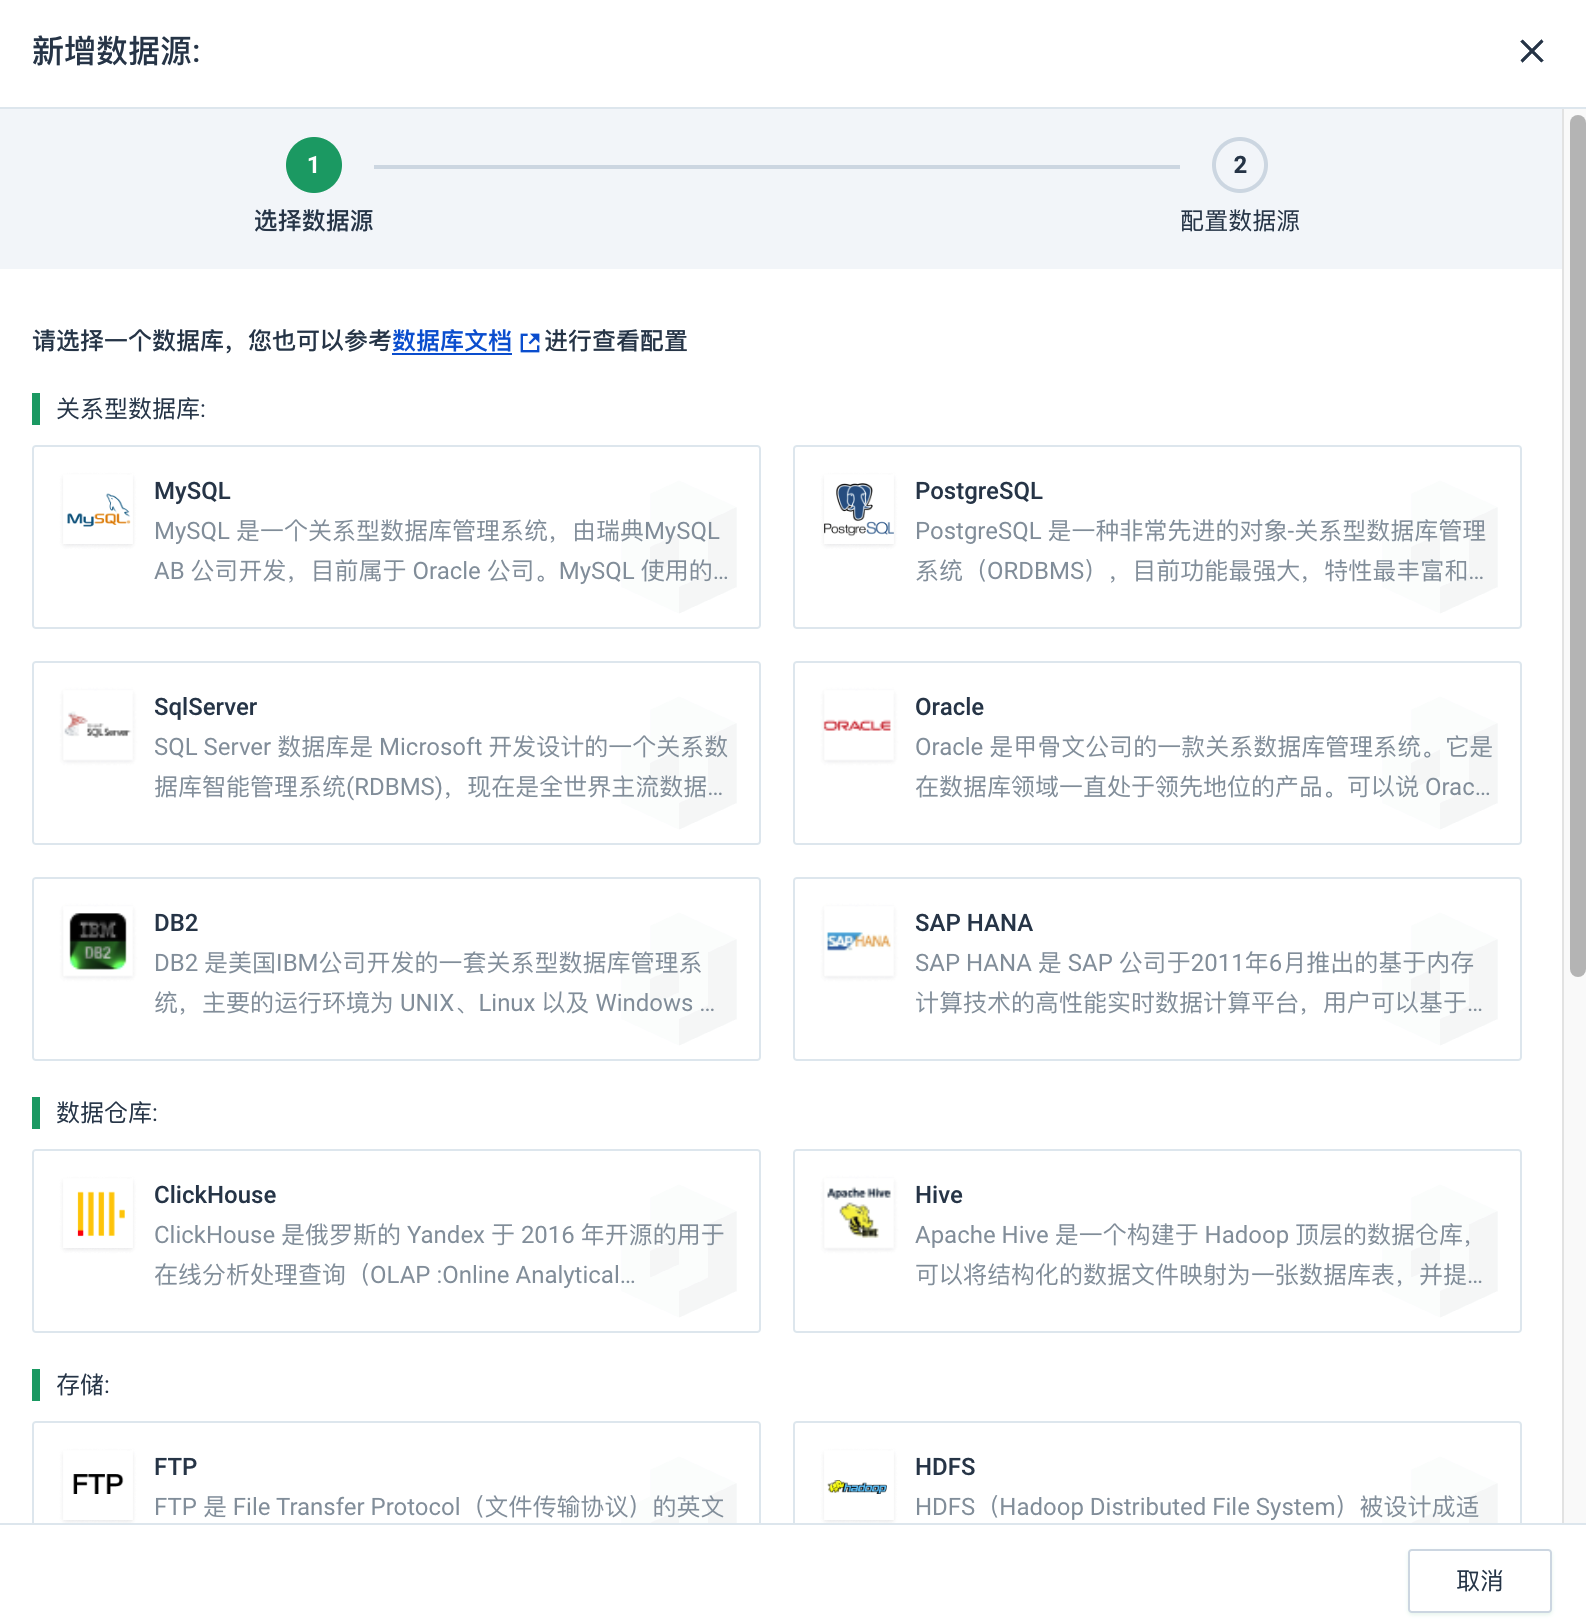 新增数据源:
1
2
选择数据源
配置数据源
请选择一个数据库，您也可以参考数据库文档 进行查看配置
关系型数据库:
MySQL
MySQL
MySQL 是一个关系型数据库管理系统，由瑞典MySQL
AB 公司开发，目前属于 Oracle 公司。MySQL 使用的...
PostgreSQL
PostgreSQL
PostgreSQL 是一种非常先进的对象-关系型数据库管理
系统（ORDBMS），目前功能最强大，特性最丰富和...
SQL Server
SqlServer
SQL Server 数据库是 Microsoft 开发设计的一个关系数
据库智能管理系统(RDBMS)，现在是全世界主流数据...
ORACLE
Oracle
Oracle 是甲骨文公司的一款关系数据库管理系统。它是
在数据库领域一直处于领先地位的产品。可以说 Orac...
IBM
DB2
DB2
DB2 是美国IBM公司开发的一套关系型数据库管理系
统，主要的运行环境为 UNIX、Linux 以及 Windows ...
SAP HANA
SAP HANA
SAP HANA 是 SAP 公司于2011年6月推出的基于内存
计算技术的高性能实时数据计算平台，用户可以基于...
数据仓库:
ClickHouse
ClickHouse 是俄罗斯的 Yandex 于 2016 年开源的用于
在线分析处理查询（OLAP :Online Analytical...
Apache Hive
HIVE
Hive
Apache Hive 是一个构建于 Hadoop 顶层的数据仓库，
可以将结构化的数据文件映射为一张数据库表，并提...
存储:
FTP
FTP
FTP 是 File Transfer Protocol（文件传输协议）的英文
hadoop
HDFS
HDFS（Hadoop Distributed File System）被设计成适
取消